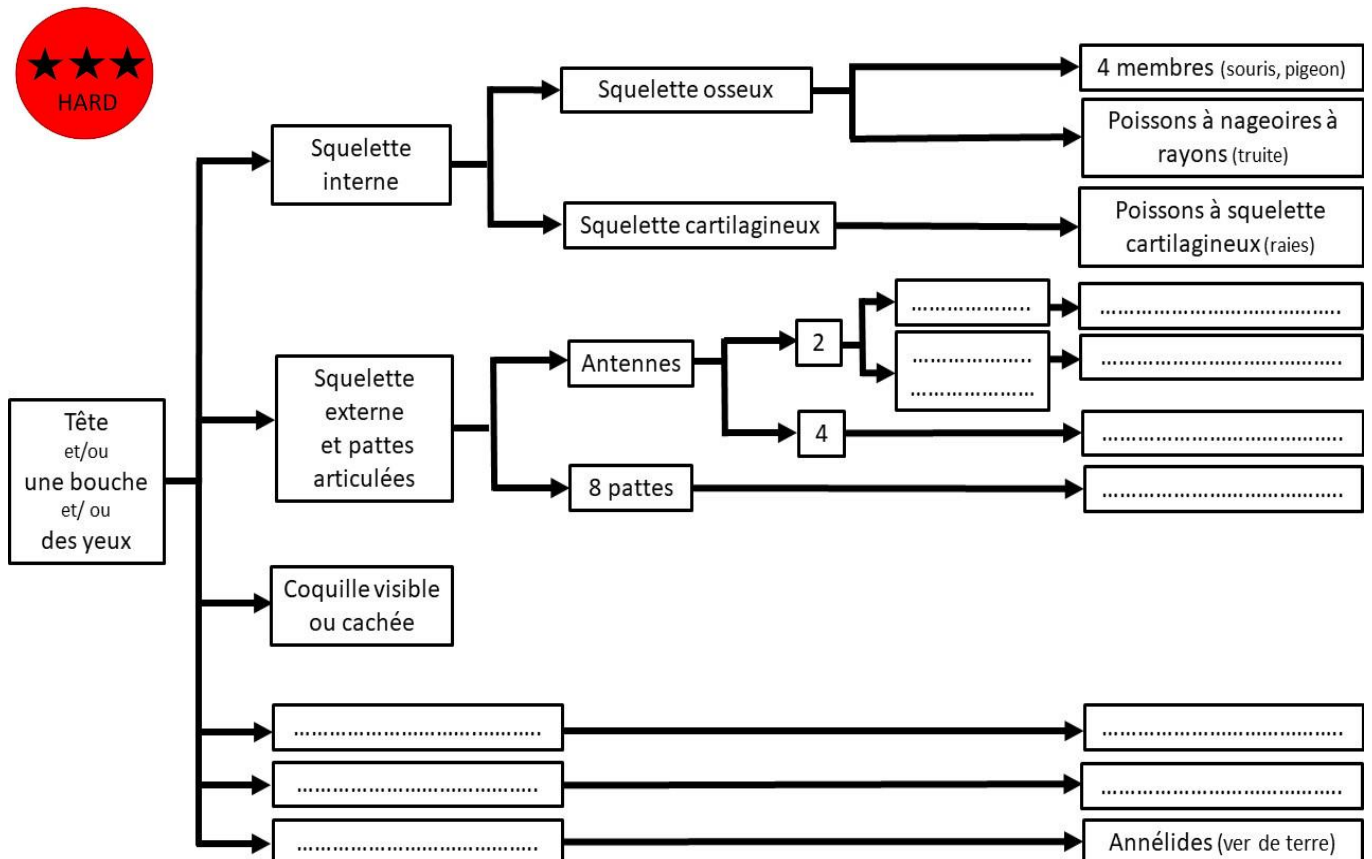 ★★★
HARD
Tête
et/ou
une bouche
et/ ou
des yeux
Squelette
interne
Squelette osseux
4 membres (souris, pigeon)
Poissons à nageoires à
rayons (truite)
Squelette cartilagineux
Poissons à squelette
cartilagineux (raies)
Squelette
externe
et pattes
articulées
Antennes
2
………………..
…………………………………..
………………..
…………………
…………………………………..
4
…………………………………..
8 pattes
…………………………………..
Coquille visible
ou cachée
…………………………………..
…………………………………..
…………………………………..
…………………………………..
…………………………………..
Annélides (ver de terre)